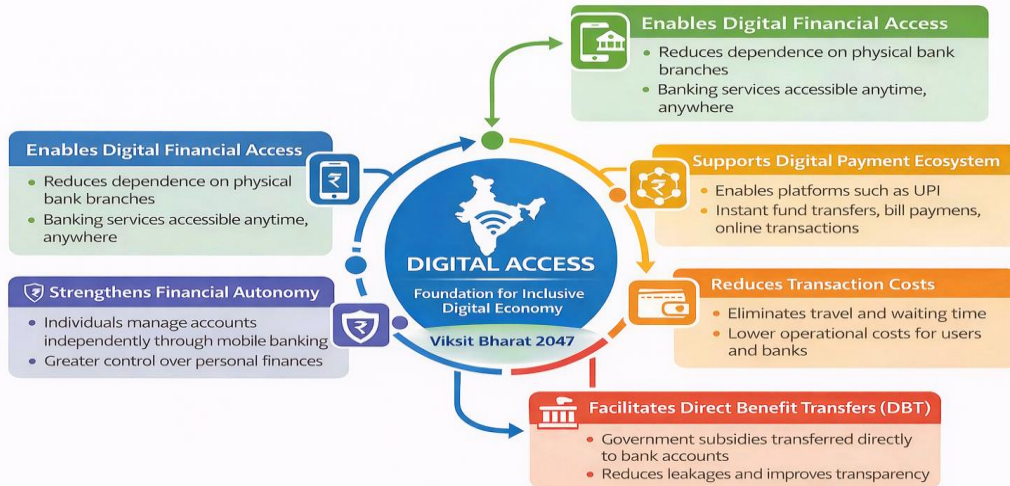 Enables Digital Financial Access
• Reduces dependence on physical bank
branches
• Banking services accessible anytime,
anywhere
Enables Digital Financial Access
• Reduces dependence on physical
bank branches
• Banking services accessible anytime,
anywhere
₹
Supports Digital Payment Ecosystem
₹
• Enables platforms such as UPI
• Instant fund transfers, bill paymens,
online transactions
DIGITAL ACCESS
Foundation for Inclusive
Digital Economy
Viksit Bharat 2047
₹ Strengthens Financial Autonomy
• Individuals manage accounts
independently through mobile banking
• Greater control over personal finances
₹
Reduces Transaction Costs
• Eliminates travel and waiting time
• Lower operational costs for users
and banks
Facilitates Direct Benefit Transfers (DBT)
• Government subsidies transferred directly
to bank accounts
• Reduces leakages and improves transparency